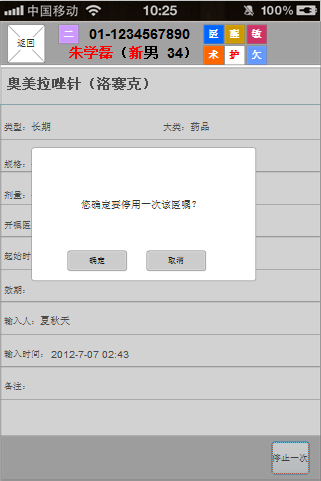 中国移动 10:25 100%
返回 二 01-1234567890 医 醒 敏
朱学磊（新男 34） 术 护 欠
奥美拉唑针（洛赛克）
类型：长期 大类：药品
规格：
剂量：
您确定要停用一次该医嘱？
开嘱医
确定 取消
起始时
效期：
输入人：夏秋天
输入时间：2012-7-07 02:43
备注：
停止一次